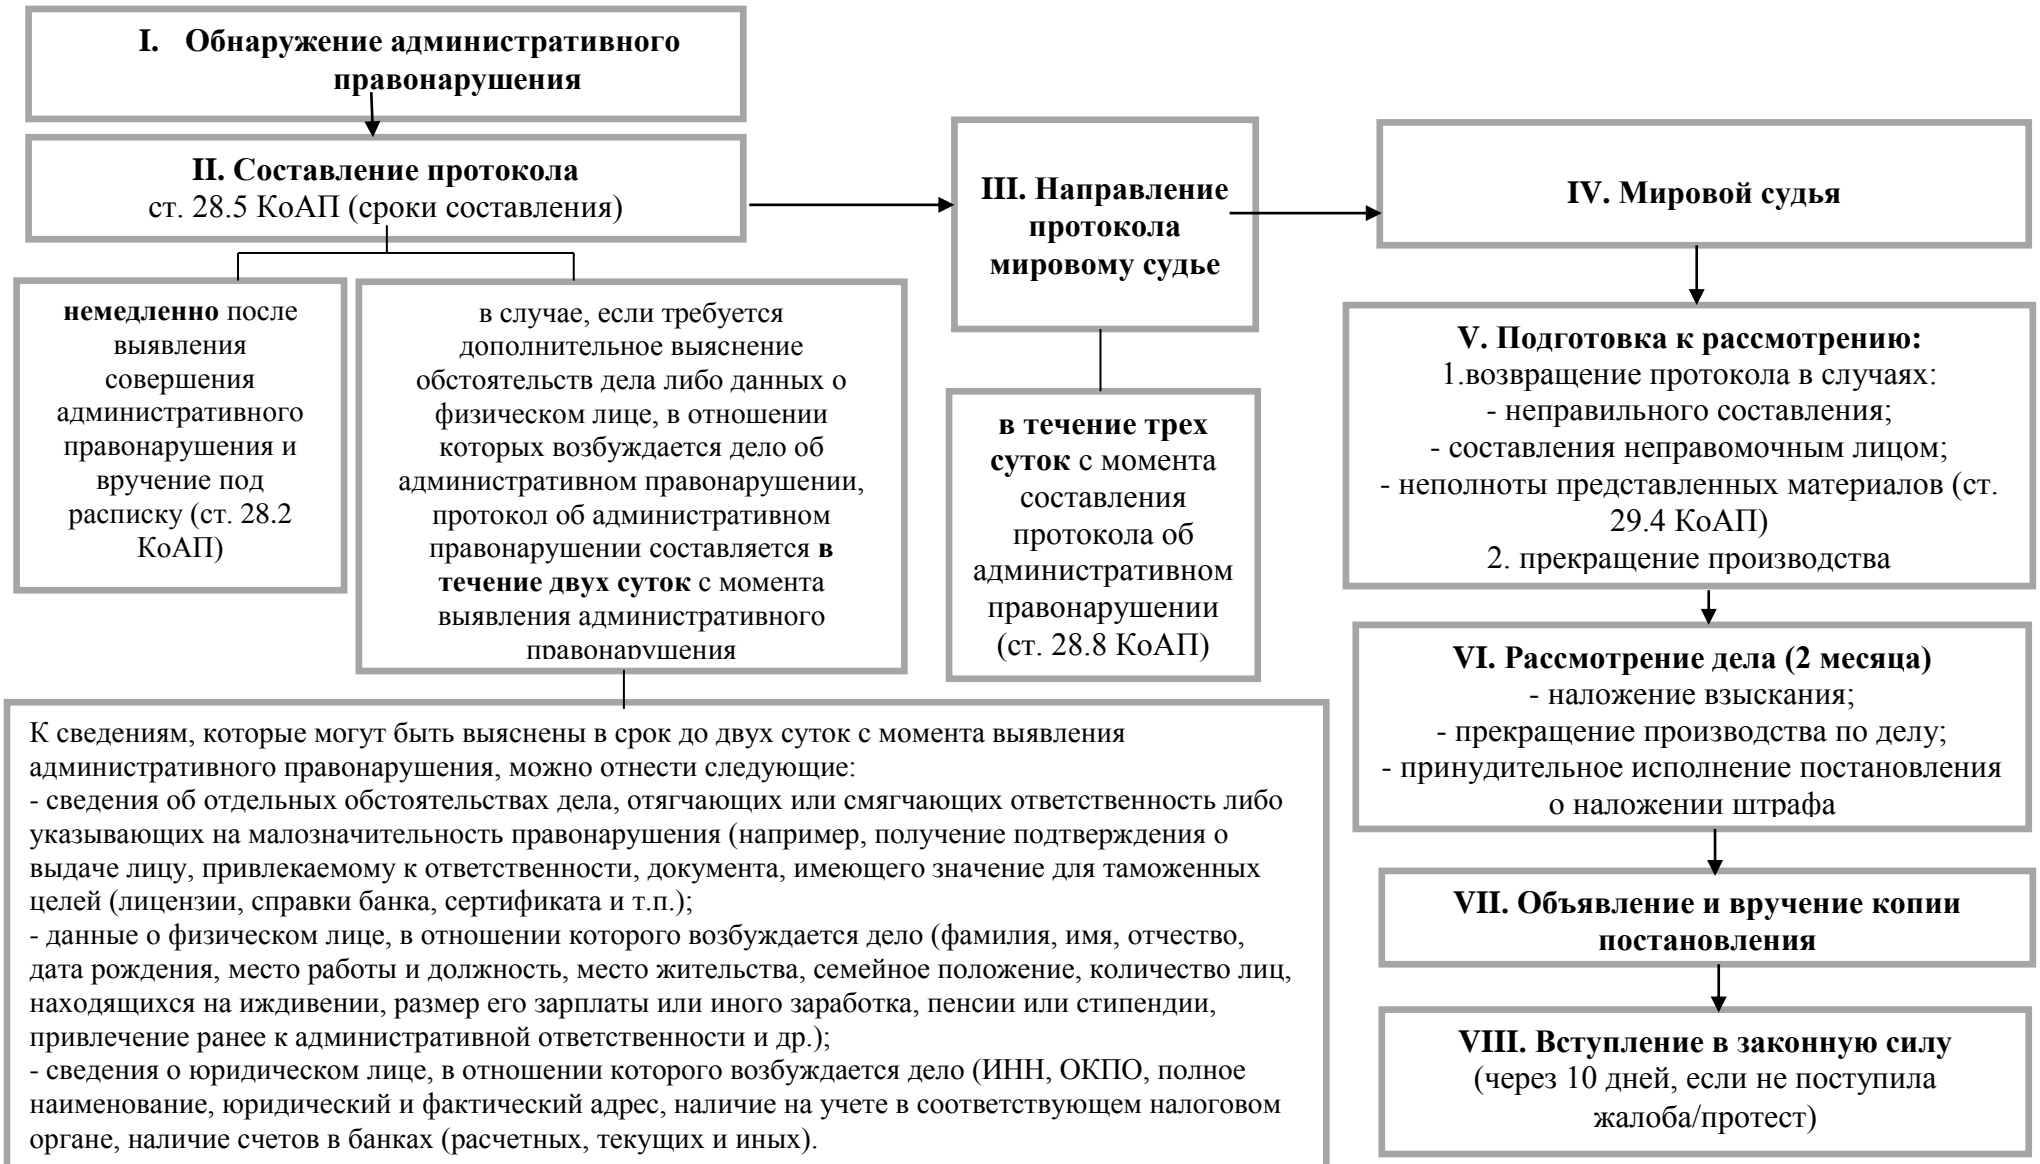 I. Обнаружение административного
правонарушения
II. Составление протокола
ст. 28.5 КоАП (сроки составления)
немедленно после
выявления
совершения
административного
правонарушения и
вручение под
расписку (ст. 28.2
КоАП)
в случае, если требуется
дополнительное выяснение
обстоятельств дела либо данных о
физическом лице, в отношении
которых возбуждается дело об
административном правонарушении,
протокол об административном
правонарушении составляется в
течение двух суток с момента
выявления административного
правонарушения
К сведениям, которые могут быть выяснены в срок до двух суток с момента выявления
административного правонарушения, можно отнести следующие:
- сведения об отдельных обстоятельствах дела, отягчающих или смягчающих ответственность либо
указывающих на малозначительность правонарушения (например, получение подтверждения о
выдаче лицу, привлекаемому к ответственности, документа, имеющего значение для таможенных
целей (лицензии, справки банка, сертификата и т.п.);
- данные о физическом лице, в отношении которого возбуждается дело (фамилия, имя, отчество,
дата рождения, место работы и должность, место жительства, семейное положение, количество лиц,
находящихся на иждивении, размер его зарплаты или иного заработка, пенсии или стипендии,
привлечение ранее к административной ответственности и др.);
- сведения о юридическом лице, в отношении которого возбуждается дело (ИНН, ОКПО, полное
наименование, юридический и фактический адрес, наличие на учете в соответствующем налоговом
органе, наличие счетов в банках (расчетных, текущих и иных).
III. Направление
протокола
мировому судье
в течение трех
суток с момента
составления
протокола об
административном
правонарушении
(ст. 28.8 КоАП)
IV. Мировой судья
V. Подготовка к рассмотрению:
1.возвращение протокола в случаях:
- неправильного составления;
- составления неправомочным лицом;
- неполноты представленных материалов (ст.
29.4 КоАП)
2. прекращение производства
VI. Рассмотрение дела (2 месяца)
- наложение взыскания;
- прекращение производства по делу;
- принудительное исполнение постановления
о наложении штрафа
VII. Объявление и вручение копии
постановления
VIII. Вступление в законную силу
(через 10 дней, если не поступила
жалоба/протест)